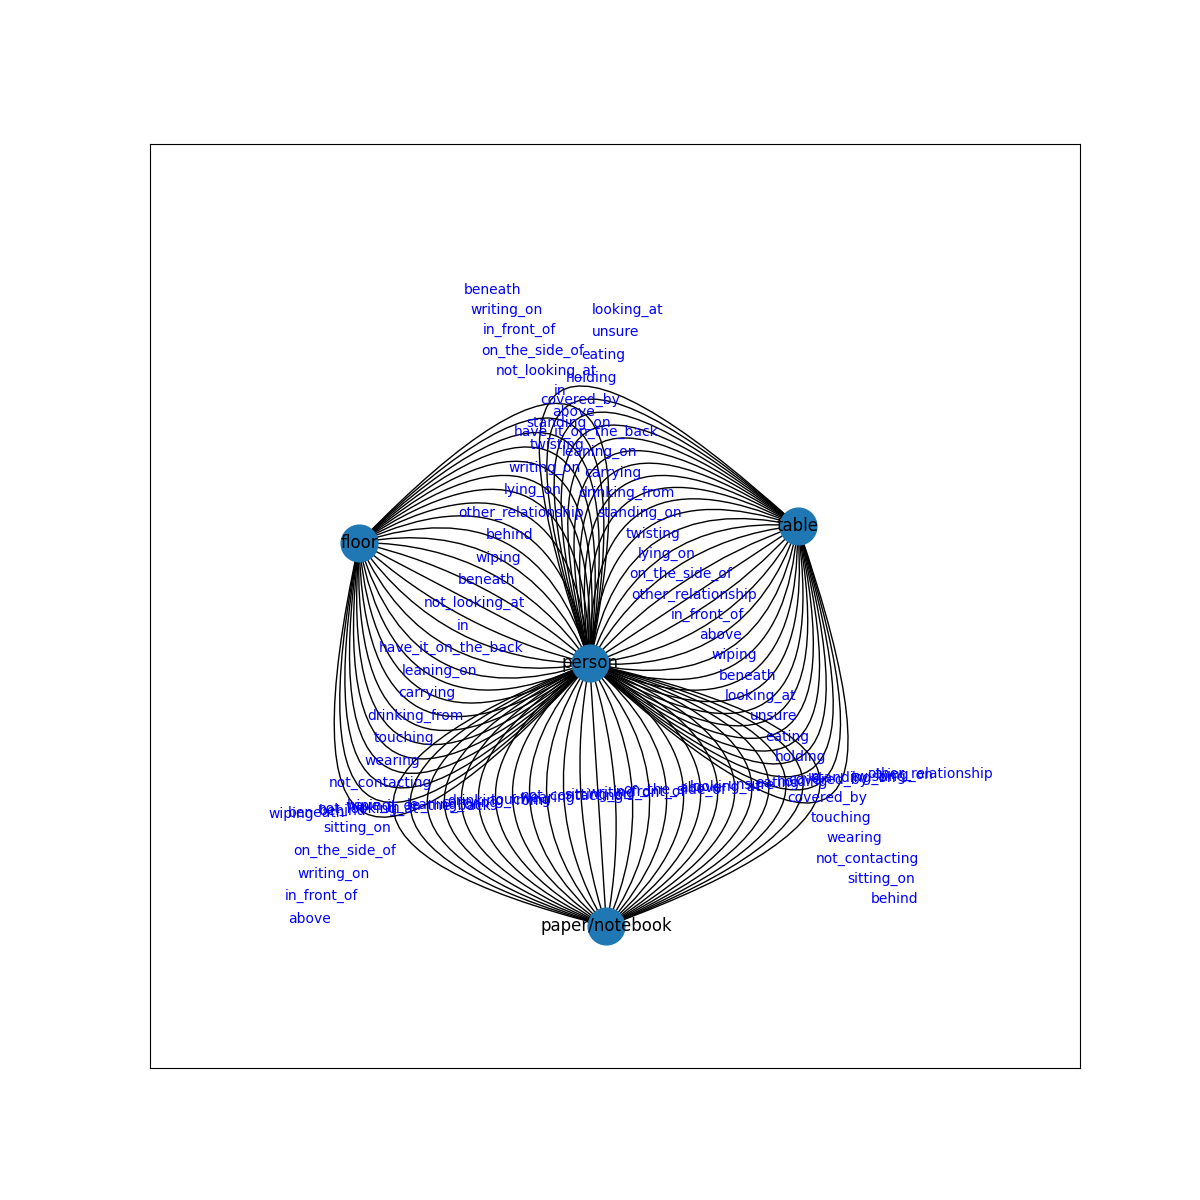 beneath
writing_on
looking_at
in_front_of
unsure
on_the_side_of
eating
not_looking_at
holding
in
covered_by
above
standing_on
have_it_on_the_back
twisting
leaning_on
writing_on
carrying
lying_on
drinking_from
other_relationship
standing_on
table
behind
twisting
floor
wiping
lying_on
beneath
on_the_side_of
not_looking_at
other_relationship
in
in_front_of
have_it_on_the_back
above
person
wiping
leaning_on
beneath
carrying
looking_at
drinking_from
unsure
touching
eating
wearing
holding
not_contacting
other_relationship
covered_by
wiping
behind
touching
sitting_on
wearing
on_the_side_of
not_contacting
writing_on
sitting_on
in_front_of
behind
above
paper/notebook